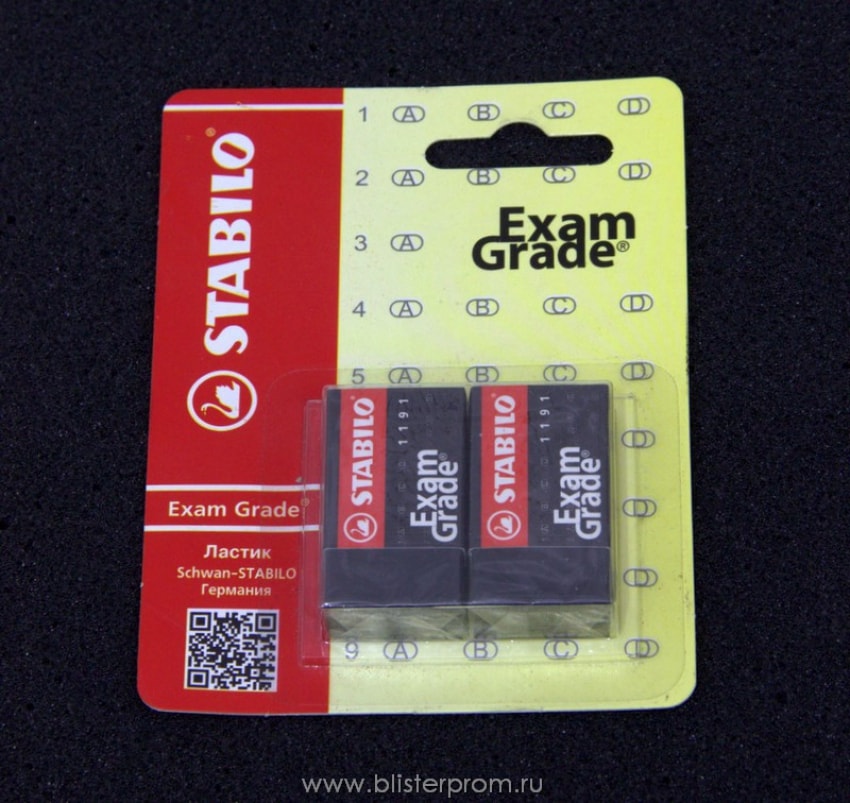 STABILO®
Exam Grade®
Ластик
Schwan-STABILO
Германия
1 A B C D
2 A B C D
3 A
Exam
Grade®
4 A B C D
5 A B C D
D
D
D
9 A B C D
STABILO
1191
Exam
Grade®
STABILO
1191
Exam
Grade®
www.blisterprom.ru